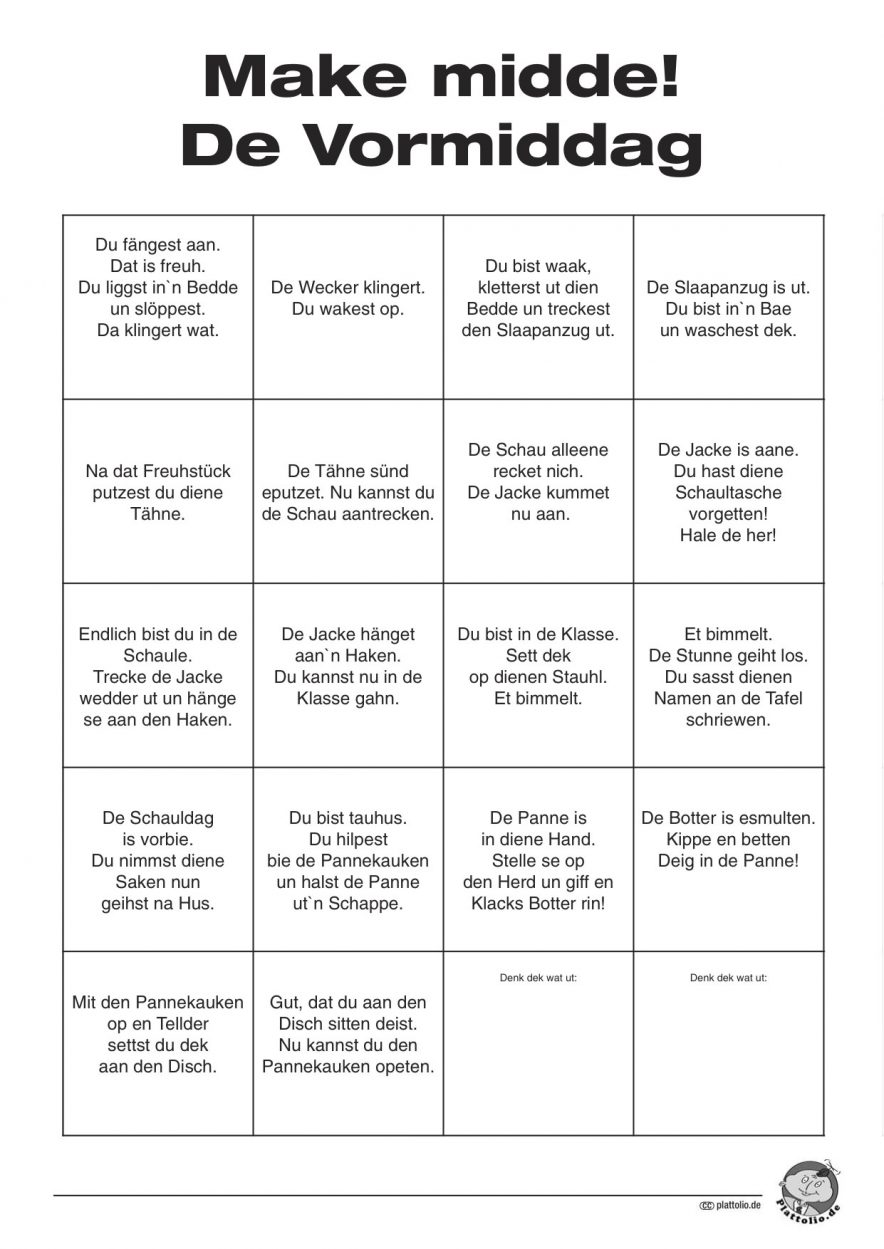 Make midde!
De Vormiddag
Du fängest aan.
Dat is freuh.
Du liggst in`n Bedde
un slöppest.
Da klingert wat.
De Wecker klingert.
Du wakest op.
Du bist waak,
kletterst ut dien
Bedde un treckest
den Slaapanzug ut.
De Slaapanzug is ut.
Du bist in`n Bae
un waschest dek.
Na dat Freuhstück
putzest du diene
Tähne.
De Tähne sünd
eputzet. Nu kannst du
de Schau aantrecken.
De Schau alleene
recket nich.
De Jacke kummet
nu aan.
De Jacke is aane.
Du hast diene
Schaultasche
vorgetten!
Hale de her!
Endlich bist du in de
Schaule.
Trecke de Jacke
wedder ut un hänge
se aan den Haken.
De Jacke hänget
aan`n Haken.
Du kannst nu in de
Klasse gahn.
Du bist in de Klasse.
Sett dek
op dienen Stauhl.
Et bimmelt.
Et bimmelt.
De Stunne geiht los.
Du sasst dienen
Namen an de Tafel
schriewen.
De Schauldag
is vorbie.
Du nimmst diene
Saken nun
geihst na Hus.
Du bist tauhus.
Du hilpest
bie de Pannekauken
un halst de Panne
ut`n Schappe.
De Panne is
in diene Hand.
Stelle se op
den Herd un giff en
Klacks Botter rin!
De Botter is esmulten.
Kippe en betten
Deig in de Panne!
Mit den Pannekauken
op en Tellder
settst du dek
aan den Disch.
Gut, dat du aan den
Disch sitten deist.
Nu kannst du den
Pannekauken opeten.
Denk dek wat ut:
Denk dek wat ut:
cc plattolio.de
Plattolio.de